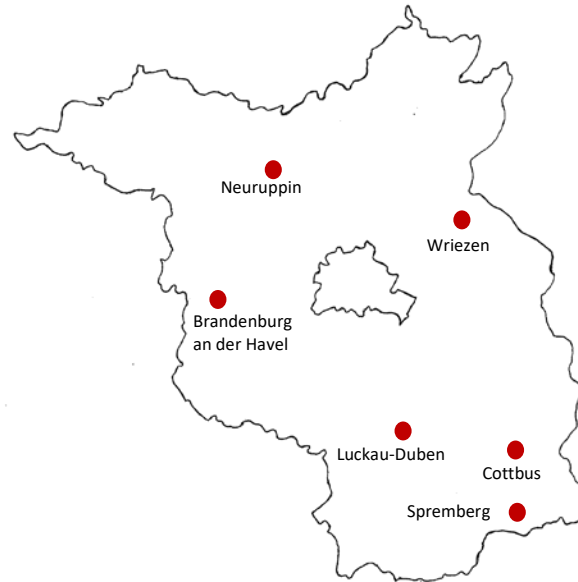 Neuruppin
Wriezen
Brandenburg
an der Havel
Luckau-Duben
Cottbus
Spremberg